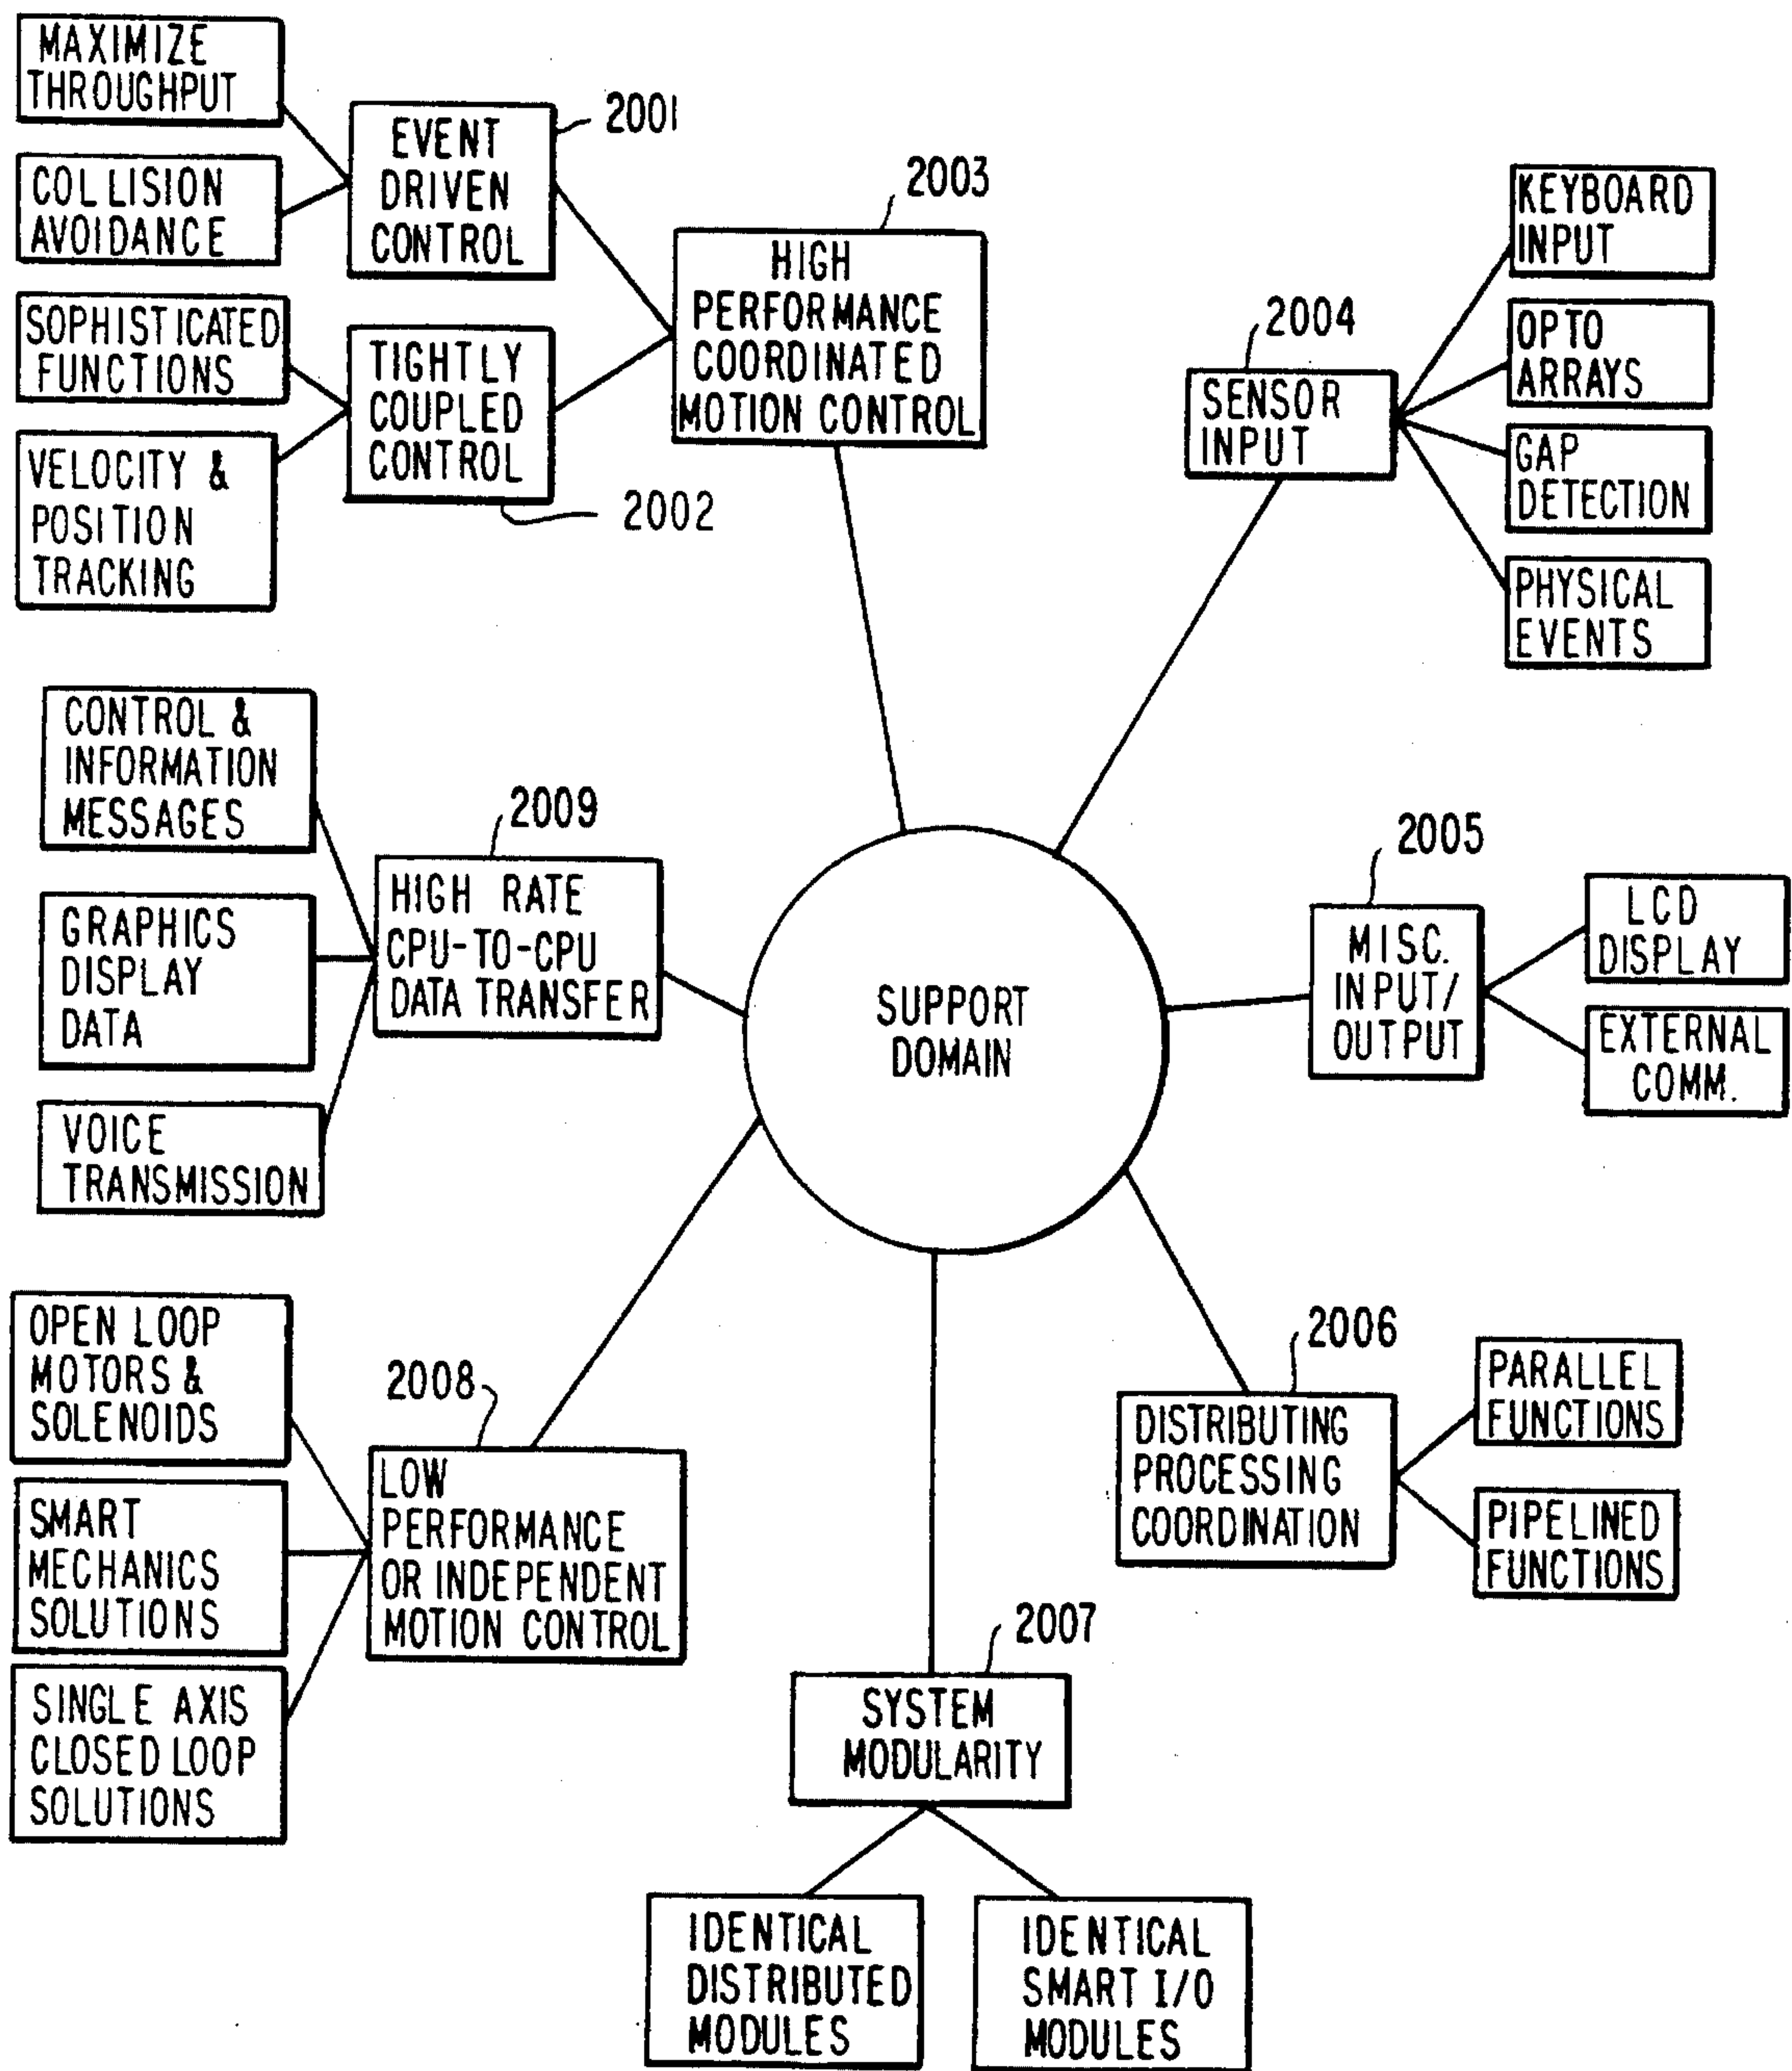 MAXIMIZE
THROUGHPUT
COLLISION
AVOIDANCE
SOPHISTICATED
FUNCTIONS
VELOCITY &
POSITION
TRACKING
EVENT
DRIVEN
CONTROL
2001
TIGHTLY
COUPLED
CONTROL
2002
2003
HIGH
PERFORMANCE
COORDINATED
MOTION CONTROL
2004
SENSOR
INPUT
KEYBOARD
INPUT
OPTO
ARRAYS
GAP
DETECTION
PHYSICAL
EVENTS
CONTROL &
INFORMATION
MESSAGES
GRAPHICS
DISPLAY
DATA
VOICE
TRANSMISSION
2009
HIGH RATE
CPU-TO-CPU
DATA TRANSFER
SUPPORT
DOMAIN
2005
MISC.
INPUT/
OUTPUT
LCD
DISPLAY
EXTERNAL
COMM.
OPEN LOOP
MOTORS &
SOLENOIDS
SMART
MECHANICS
SOLUTIONS
SINGLE AXIS
CLOSED LOOP
SOLUTIONS
2008
LOW
PERFORMANCE
OR INDEPENDENT
MOTION CONTROL
2006
DISTRIBUTING
PROCESSING
COORDINATION
PARALLEL
FUNCTIONS
PIPELINED
FUNCTIONS
2007
SYSTEM
MODULARITY
IDENTICAL
DISTRIBUTED
MODULES
IDENTICAL
SMART I/O
MODULES